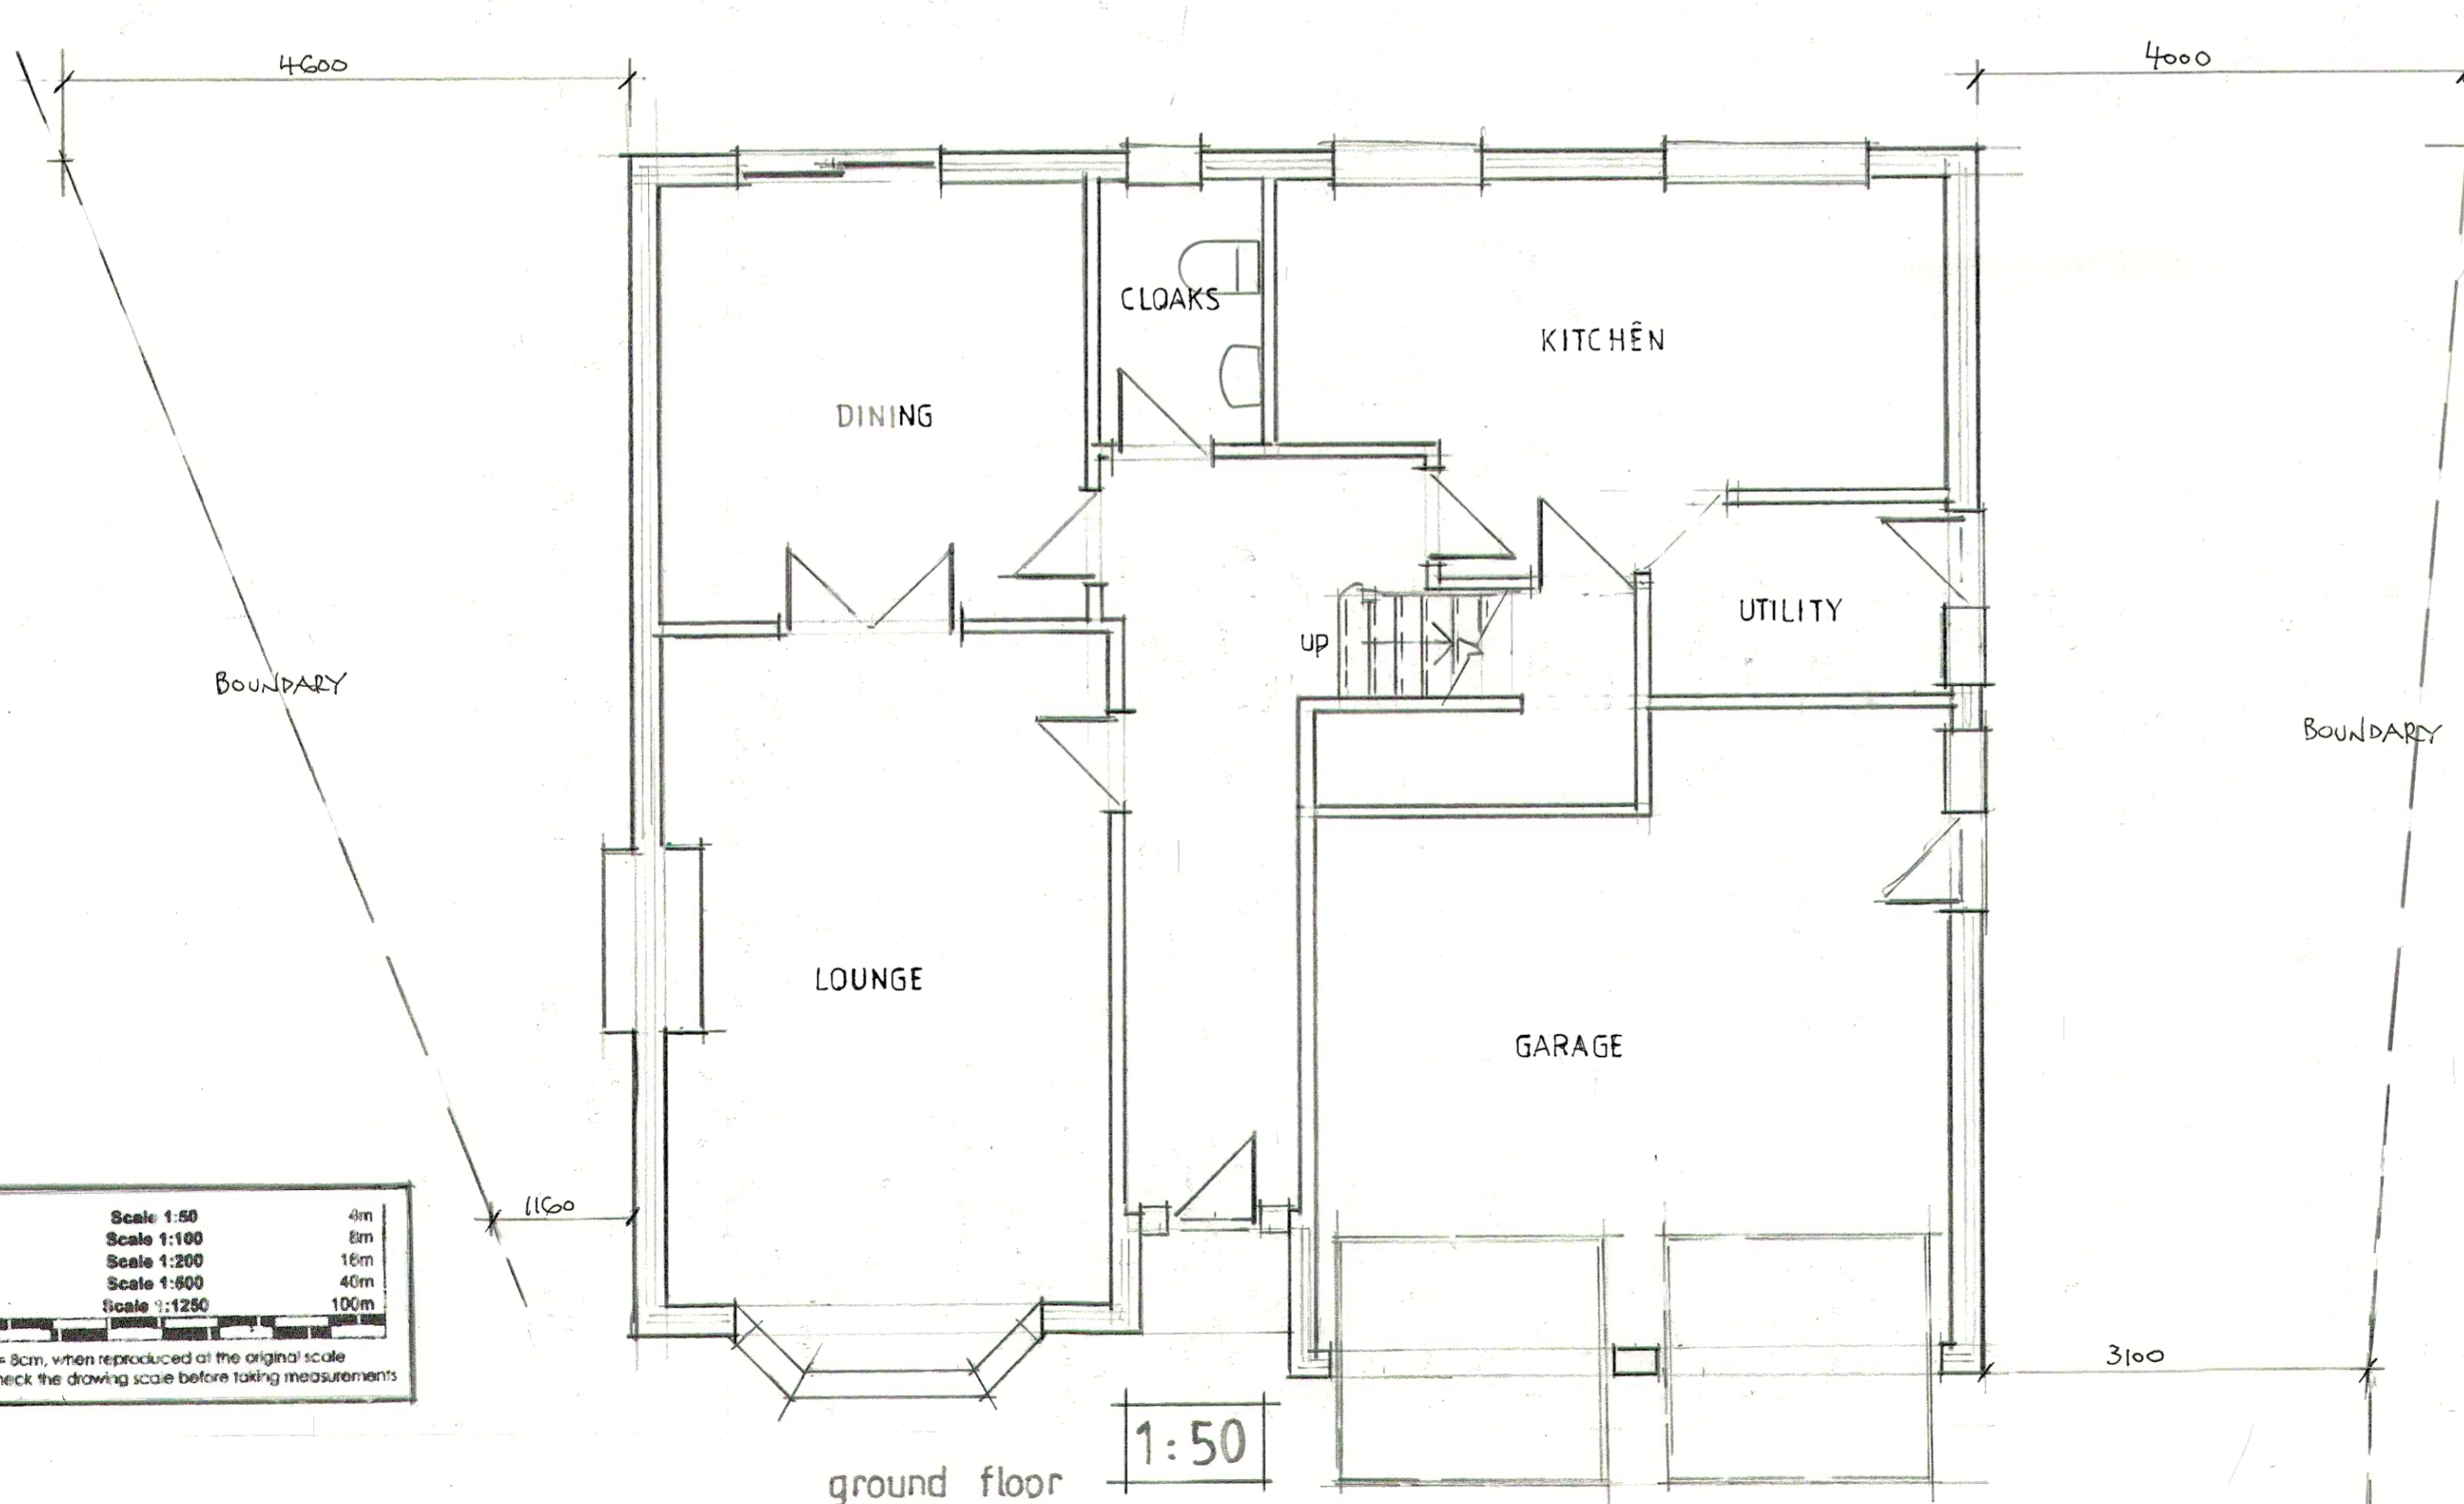 4600
4000
CLOAKS
KITCHEN
DINING
UTILITY
UP
BOUNDARY
BOUNDARY
LOUNGE
GARAGE
1160
Scale 1:50 4m
Scale 1:100 8m
Scale 1:200 16m
Scale 1:500 40m
Scale 1:1250 100m
= 8cm, when reproduced at the original scale
heck the drawing scale before taking measurements
3100
1:50
ground floor